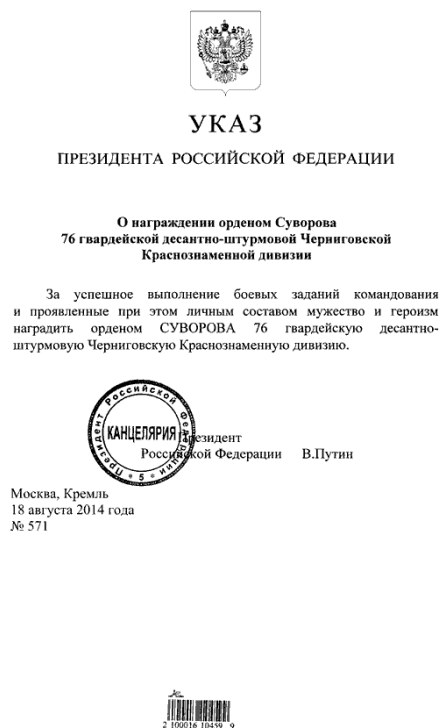 УКАЗ
ПРЕЗИДЕНТА РОССИЙСКОЙ ФЕДЕРАЦИИ
О награждении орденом Суворова
76 гвардейской десантно-штурмовой Черниговской
Краснознаменной дивизии
За успешное выполнение боевых заданий командования
и проявленные при этом личным составом мужество и героизм
наградить орденом СУВОРОВА 76 гвардейскую десантно-
штурмовую Черниговскую Краснознаменную дивизию.
Президент Российской Федерации
КАНЦЕЛЯРИЯ
* 5 *
Президент
Российской Федерации В.Путин
Москва, Кремль
18 августа 2014 года
№ 571
2 100016 10459 9